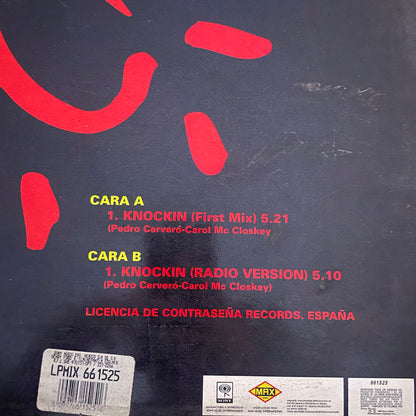 CARA A
1. KNOCKIN (First Mix) 5.21
(Pedro Cerveró-Carol Mc Closkey
CARA B
1. KNOCKIN (RADIO VERSION) 5.10
(Pedro Cerveró-Carol Mc Closkey)
LICENCIA DE CONTRASEÑA RECORDS. ESPAÑA
LPMIX 661525
SONY
MAX
661525